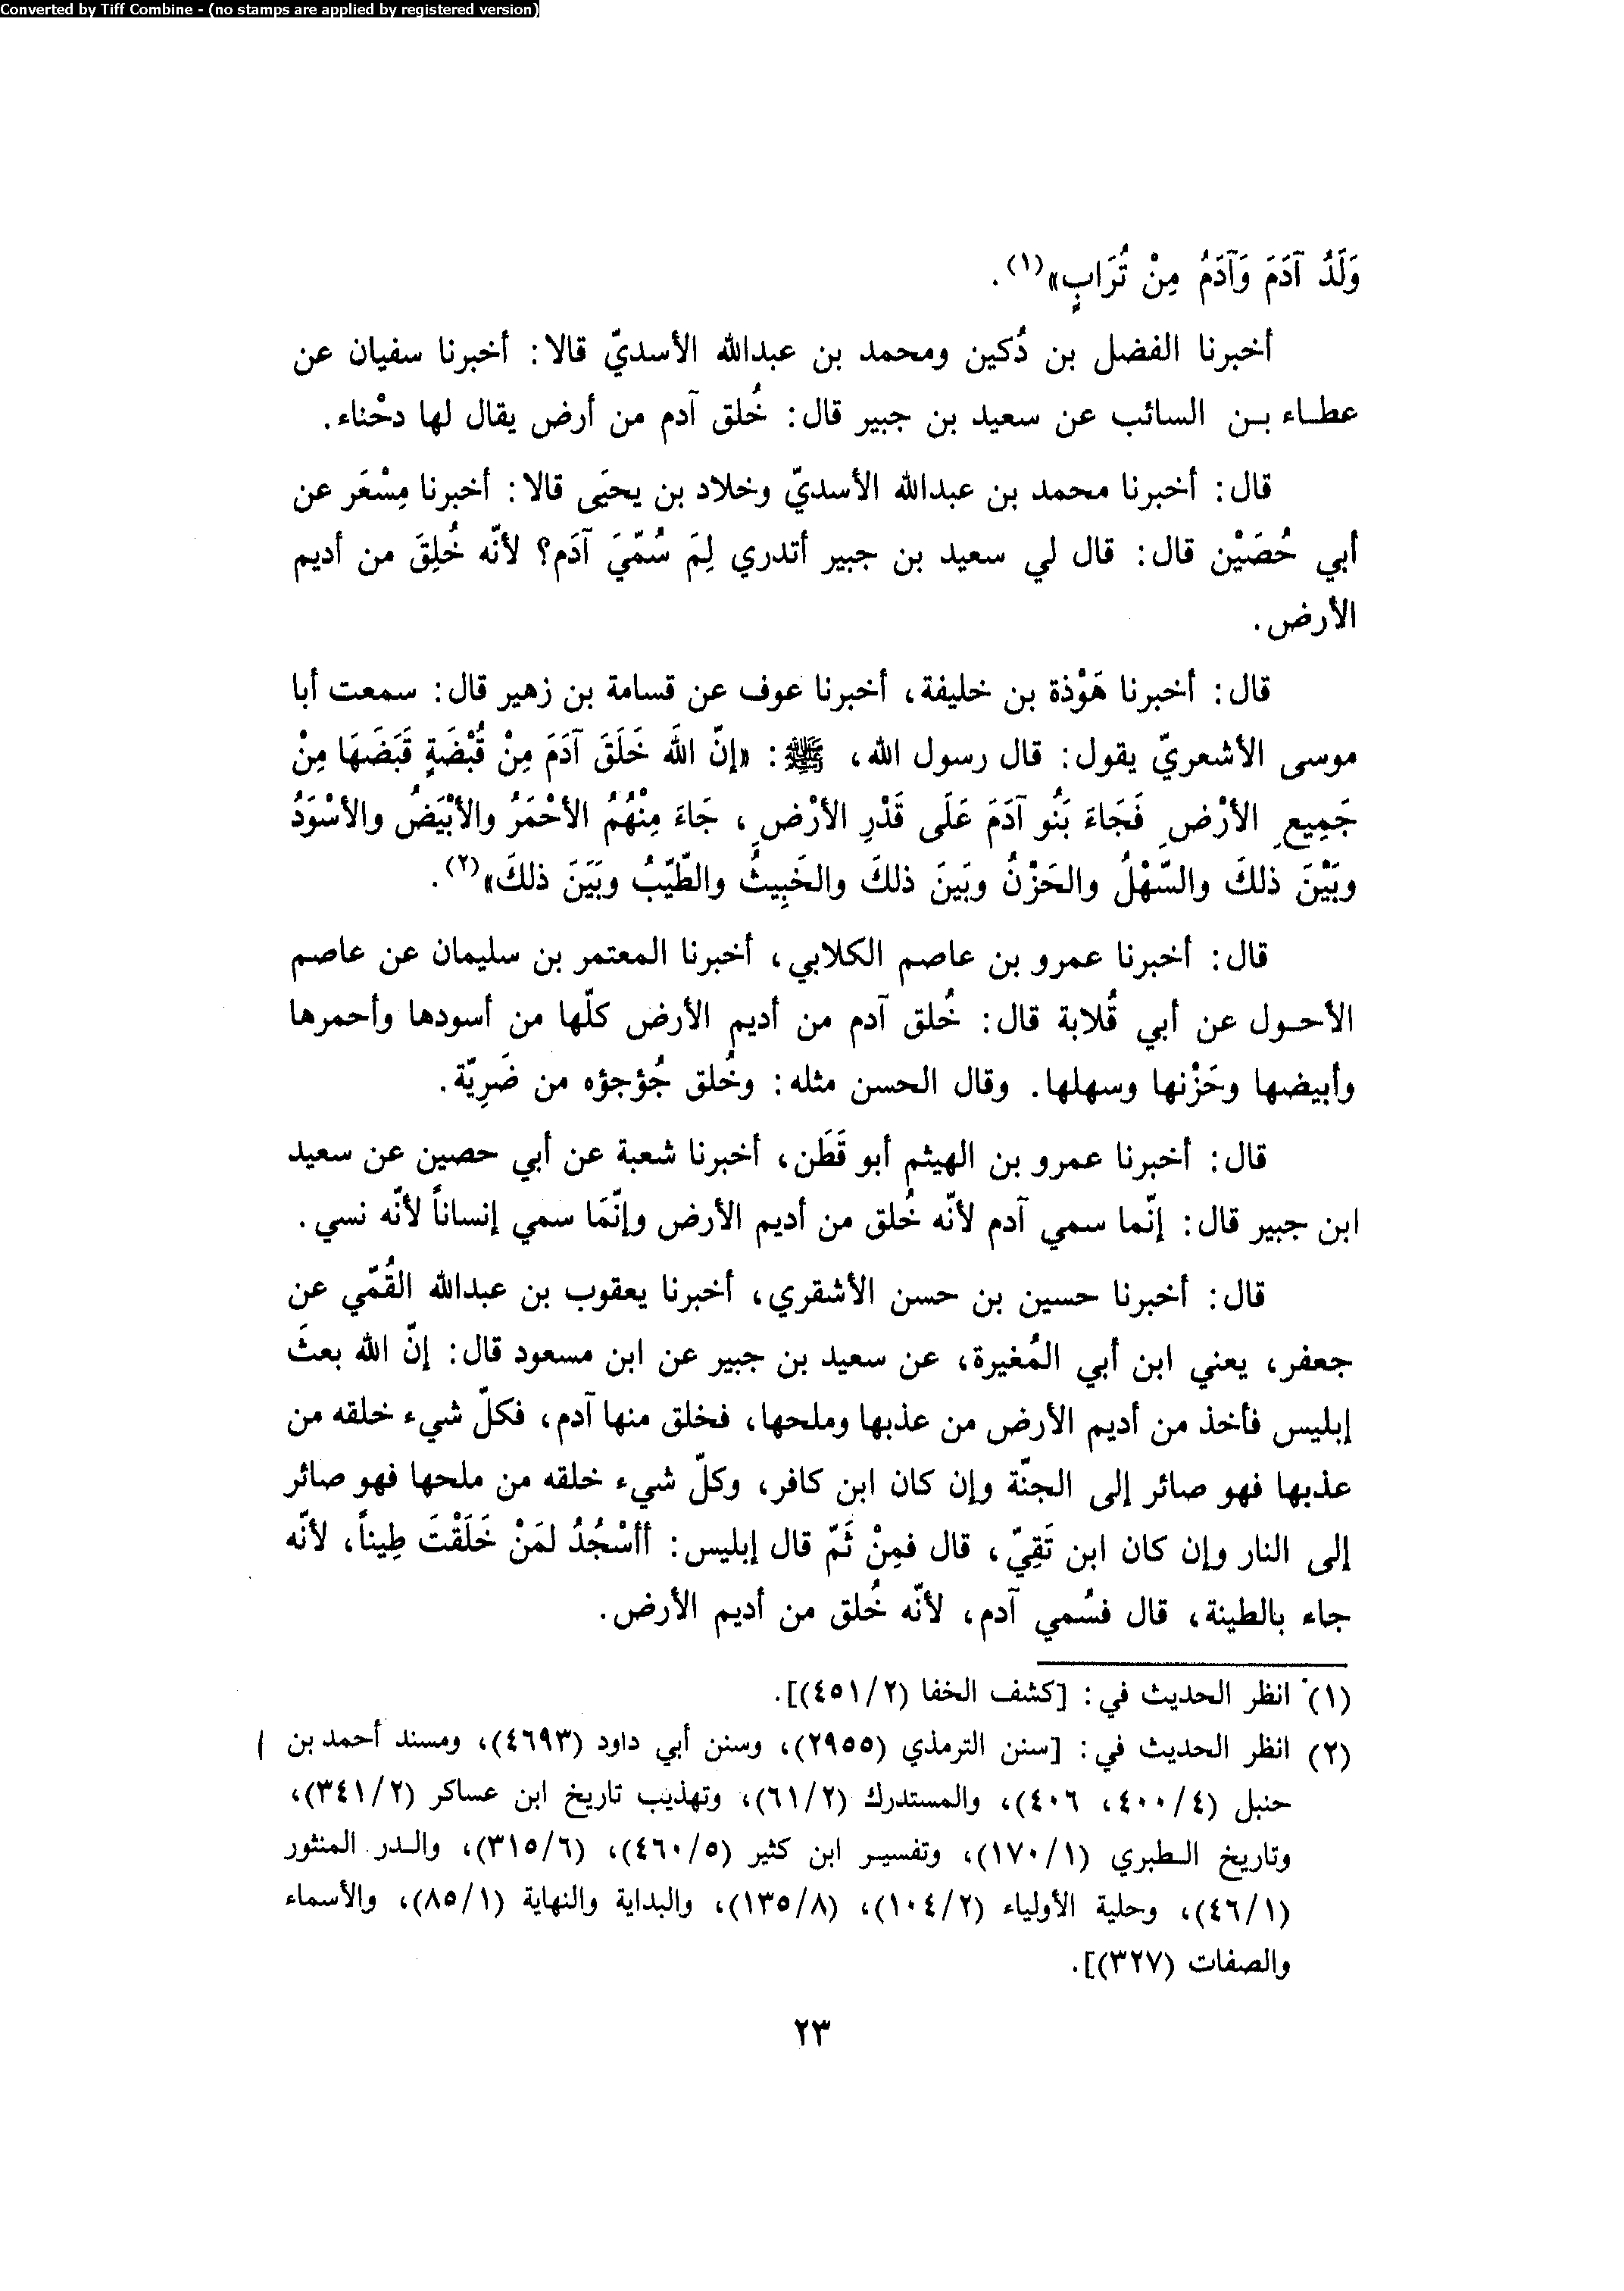 Converted by Tiff Combine - (no stamps are applied by registered version)
وَلَدُ آدَمَ وَآدَمُ مِنْ تُرَابٍ»(١).
أخبرنا الفضل بن دُكين ومحمد بن عبدالله الأسديّ قالا: أخبرنا سفيان عن
عطاء بن السائب عن سعيد بن جبير قال: خُلق آدم من أرض يقال لها دحْناء.
قال: أخبرنا محمد بن عبدالله الأسديّ وخلاد بن يحيَى قالا: أخبرنا مِسْعَر عن
أبي حُصَيْن قال: قال لي سعيد بن جبير أتدري لِمَ سُمّيَ آدَم؟ لأنّه خُلِقَ من أديم
الأرض.
قال: أخبرنا هَوْذة بن خليفة، أخبرنا عوف عن قسامة بن زهير قال: سمعت أبا
موسى الأشعريّ يقول: قال رسول الله، ﷺ: «إنّ اللهَ خَلَقَ آدَمَ مِنْ قُبْضَةٍ قَبَضَهَا مِنْ
جَمِيعِ الأرْضِ فَجَاءَ بَنُو آدَمَ عَلَى قَدْرِ الأرْضِ، جَاءَ مِنْهُمُ الأحْمَرُ والأبْيَضُ والأسْوَدُ
وبَيْنَ ذلكَ والسّهْلُ والحَزْنُ وبَينَ ذلكَ والخَبِيثُ والطّيّبُ وبَيَنَ ذلكَ»(٢).
قال: أخبرنا عمرو بن عاصم الكلابي، أخبرنا المعتمر بن سليمان عن عاصم
الأحول عن أبي قُلابة قال: خُلق آدم من أديم الأرض كلّها من أسودها وأحمرها
وأبيضها وحَزْنها وسهلها. وقال الحسن مثله: وخُلق جُؤجؤه من ضَرِيّة.
قال: أخبرنا عمرو بن الهيثم أبو قَطَن، أخبرنا شعبة عن أبي حصين عن سعيد
ابن جبير قال: إنّما سمي آدم لأنّه خُلق من أديم الأرض وإنّمَا سمي إنساناً لأنّه نسي.
قال: أخبرنا حسين بن حسن الأشقري، أخبرنا يعقوب بن عبدالله القُمّي عن
جعفر، يعني ابن أبي المُغيرة، عن سعيد بن جبير عن ابن مسعود قال: إنّ الله بعثَ
إبليس فأخذ من أديم الأرض من عذبها وملحها، فخلق منها آدم، فكلّ شيء خلقه من
عذبها فهو صائر إلى الجنّة وإن كان ابن كافر، وكلّ شيء خلقه من ملحها فهو صائر
إلى النار وإن كان ابن تَقِيّ، قال فمِنْ ثَمّ قال إبليس: أأسْجُدُ لمَنْ خَلَقْتَ طِيناً، لأنّه
جاء بالطينة، قال فسُمي آدم، لأنّه خُلق من أديم الأرض.
(١) انظر الحديث في: [كشف الخفا (٤٥١/٢)].
(٢) انظر الحديث في: [سنن الترمذي (٢٩٥٥)، وسنن أبي داود (٤٦٩٣)، ومسند أحمد بن
حنبل (٤٠٠/٤، ٤٠٦)، والمستدرك (٦١/٢)، وتهذيب تاريخ ابن عساكر (٣٤١/٢)،
وتاريخ الطبري (١٧٠/١)، وتفسير ابن كثير (٤٦٠/٥)، (٣١٥/٦)، والدر المنثور
(٤٦/١)، وحلية الأولياء (١٠٤/٢)، (١٣٥/٨)، والبداية والنهاية (٨٥/١)، والأسماء
والصفات (٣٢٧)].
٢٣